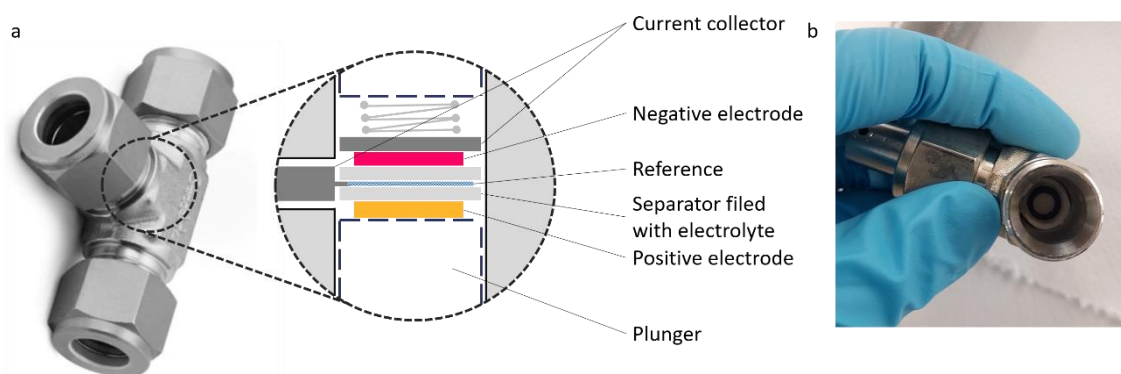 a
Current collector
Negative electrode
Reference
Separator filed
with electrolyte
Positive electrode
Plunger
b